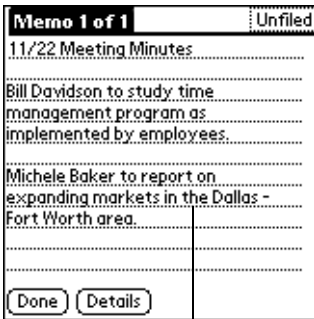 Memo 1 of 1
Unfiled
11/22 Meeting Minutes
Bill Davidson to study time
management program as
implemented by employees.
Michele Baker to report on
expanding markets in the Dallas -
Fort Worth area.
Done Details